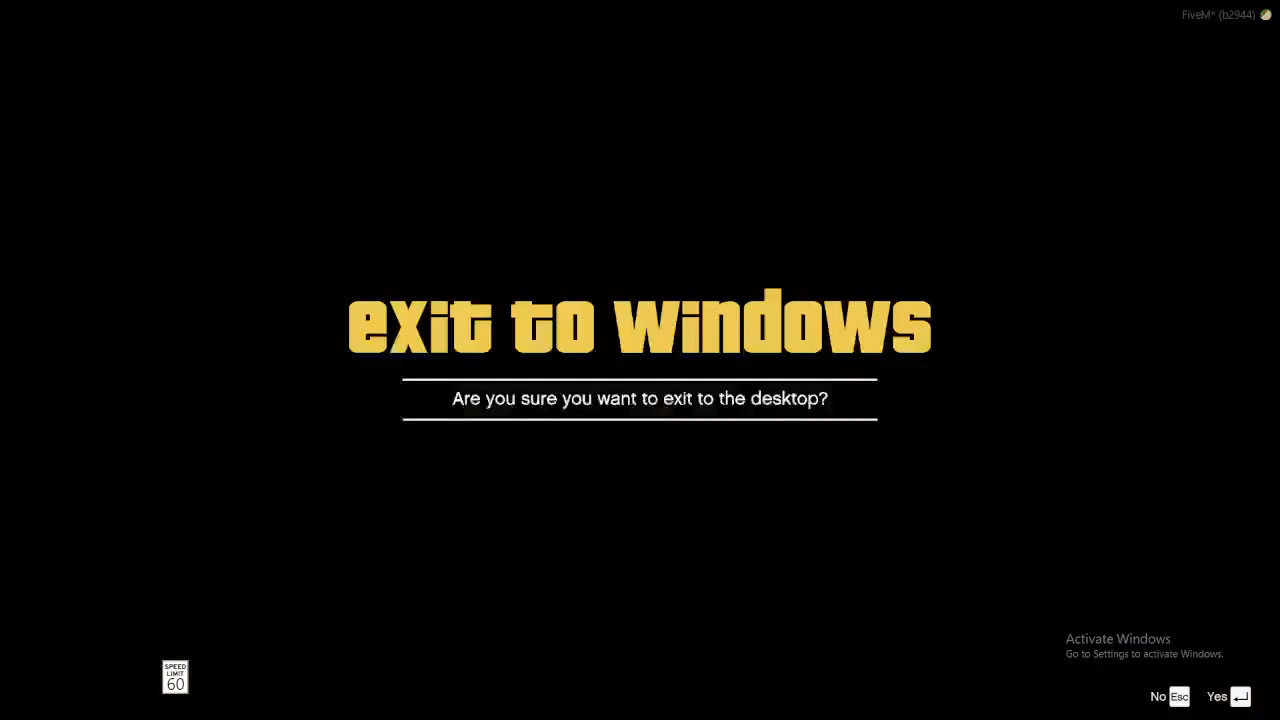 FiveM* (b2944)
exit to windows
Are you sure you want to exit to the desktop?
Activate Windows
Go to Settings to activate Windows.
SPEED
LIMIT
60
No Esc Yes